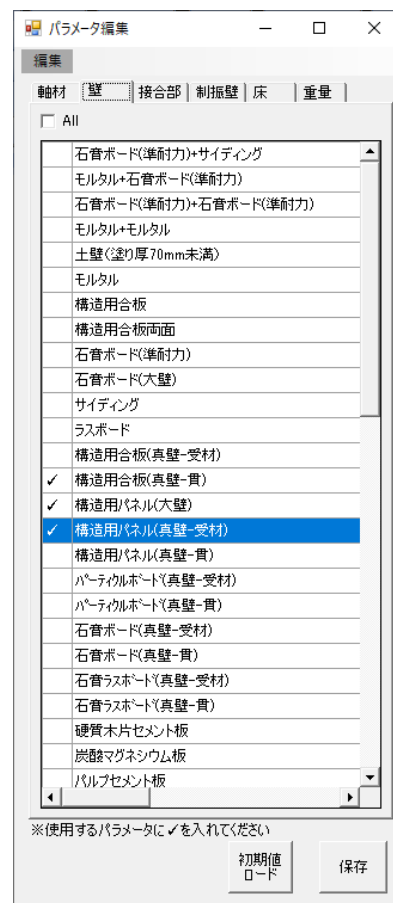 パラメータ編集
編集
軸材 壁 接合部 制振壁 床 重量
All
石膏ボード(準耐力)+サイディング
モルタル+石膏ボード(準耐力)
石膏ボード(準耐力)+石膏ボード(準耐力)
モルタル+モルタル
土壁(塗り厚70mm未満)
モルタル
構造用合板
構造用合板両面
石膏ボード(準耐力)
石膏ボード(大壁)
サイディング
ラスボード
構造用合板(真壁-受材)
✓ 構造用合板(真壁-貫)
✓ 構造用パネル(大壁)
✓ 構造用パネル(真壁-受材)
構造用パネル(真壁-貫)
パーティクルボード(真壁-受材)
パーティクルボード(真壁-貫)
石膏ボード(真壁-受材)
石膏ボード(真壁-貫)
石膏ラスボード(真壁-受材)
石膏ラスボード(真壁-貫)
硬質木片セメント板
炭酸マグネシウム板
パルプセメント板
※使用するパラメータに✓を入れてください
初期値
ロード
保存